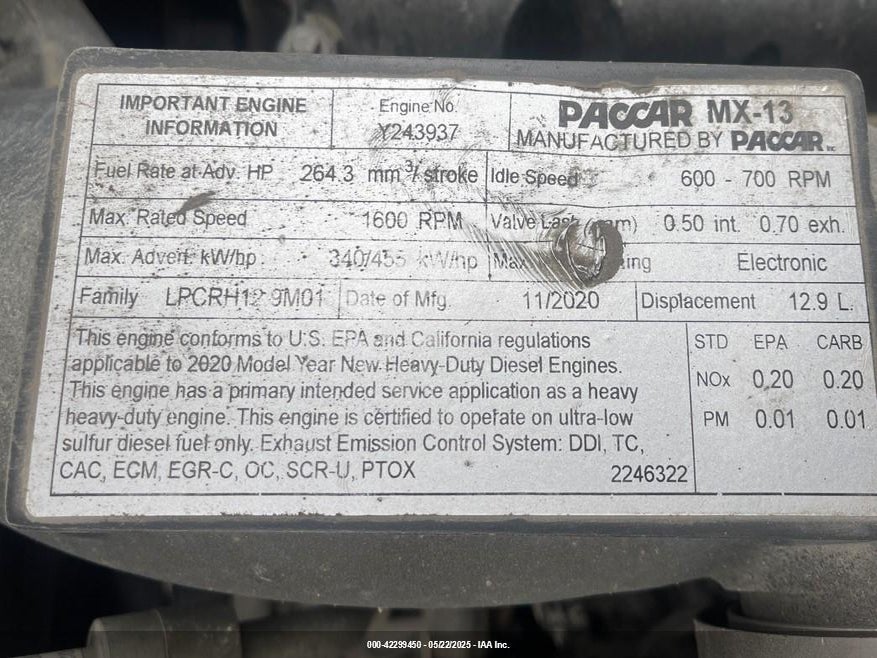 IMPORTANT ENGINE
INFORMATION
Engine No.
Y243937
PACCAR MX-13
MANUFACTURED BY PACCAR INC
Fuel Rate at Adv. HP 264.3 mm³/stroke
Idle Speed 600 - 700 RPM
Max. Rated Speed 1600 RPM
Valve Lash (mm) 0.50 int. 0.70 exh.
Max. Advert. kW/hp 340/455 kW/hp
Max Electronic
Family LPCRH12.9M01
Date of Mfg. 11/2020
Displacement 12.9 L.
This engine conforms to U.S. EPA and California regulations
applicable to 2020 Model Year New Heavy-Duty Diesel Engines.
This engine has a primary intended service application as a heavy
heavy-duty engine. This engine is certified to operate on ultra-low
sulfur diesel fuel only. Exhaust Emission Control System: DDI, TC,
CAC, ECM, EGR-C, OC, SCR-U, PTOX
2246322
STD EPA CARB
NOx 0.20 0.20
PM 0.01 0.01
000-42299450 - 05/22/2025 - IAA Inc.